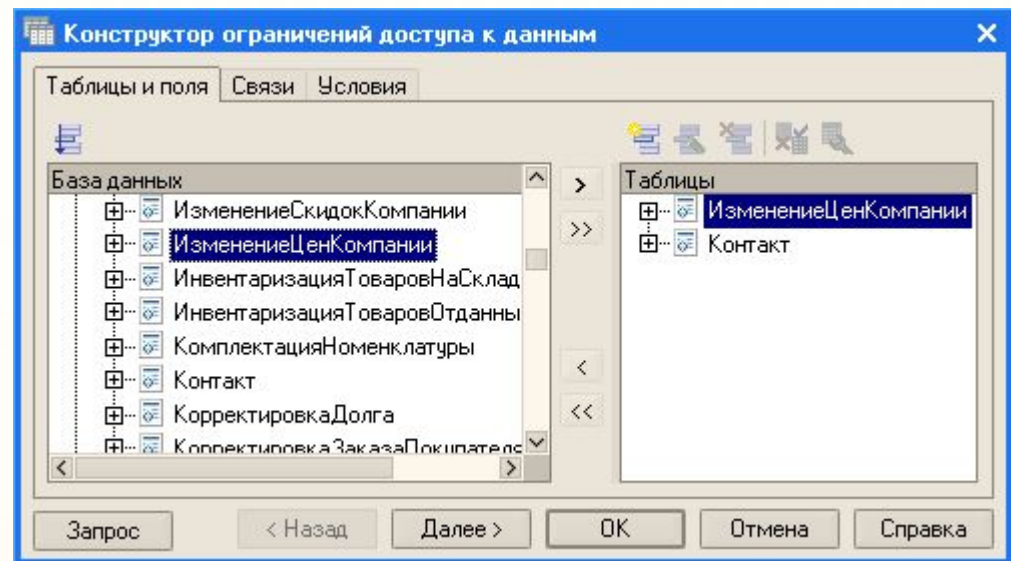 Конструктор ограничений доступа к данным
Таблицы и поля Связи Условия
База данных
ИзменениеСкидокКомпании
ИзменениеЦенКомпании
ИнвентаризацияТоваровНаСклад
ИнвентаризацияТоваровОтданны
КомплектацияНоменклатуры
Контакт
КорректировкаДолга
КорректировкаЗаказаПокупателя
>
>>
<
<<
Таблицы
ИзменениеЦенКомпании
Контакт
Запрос < Назад Далее > OK Отмена Справка